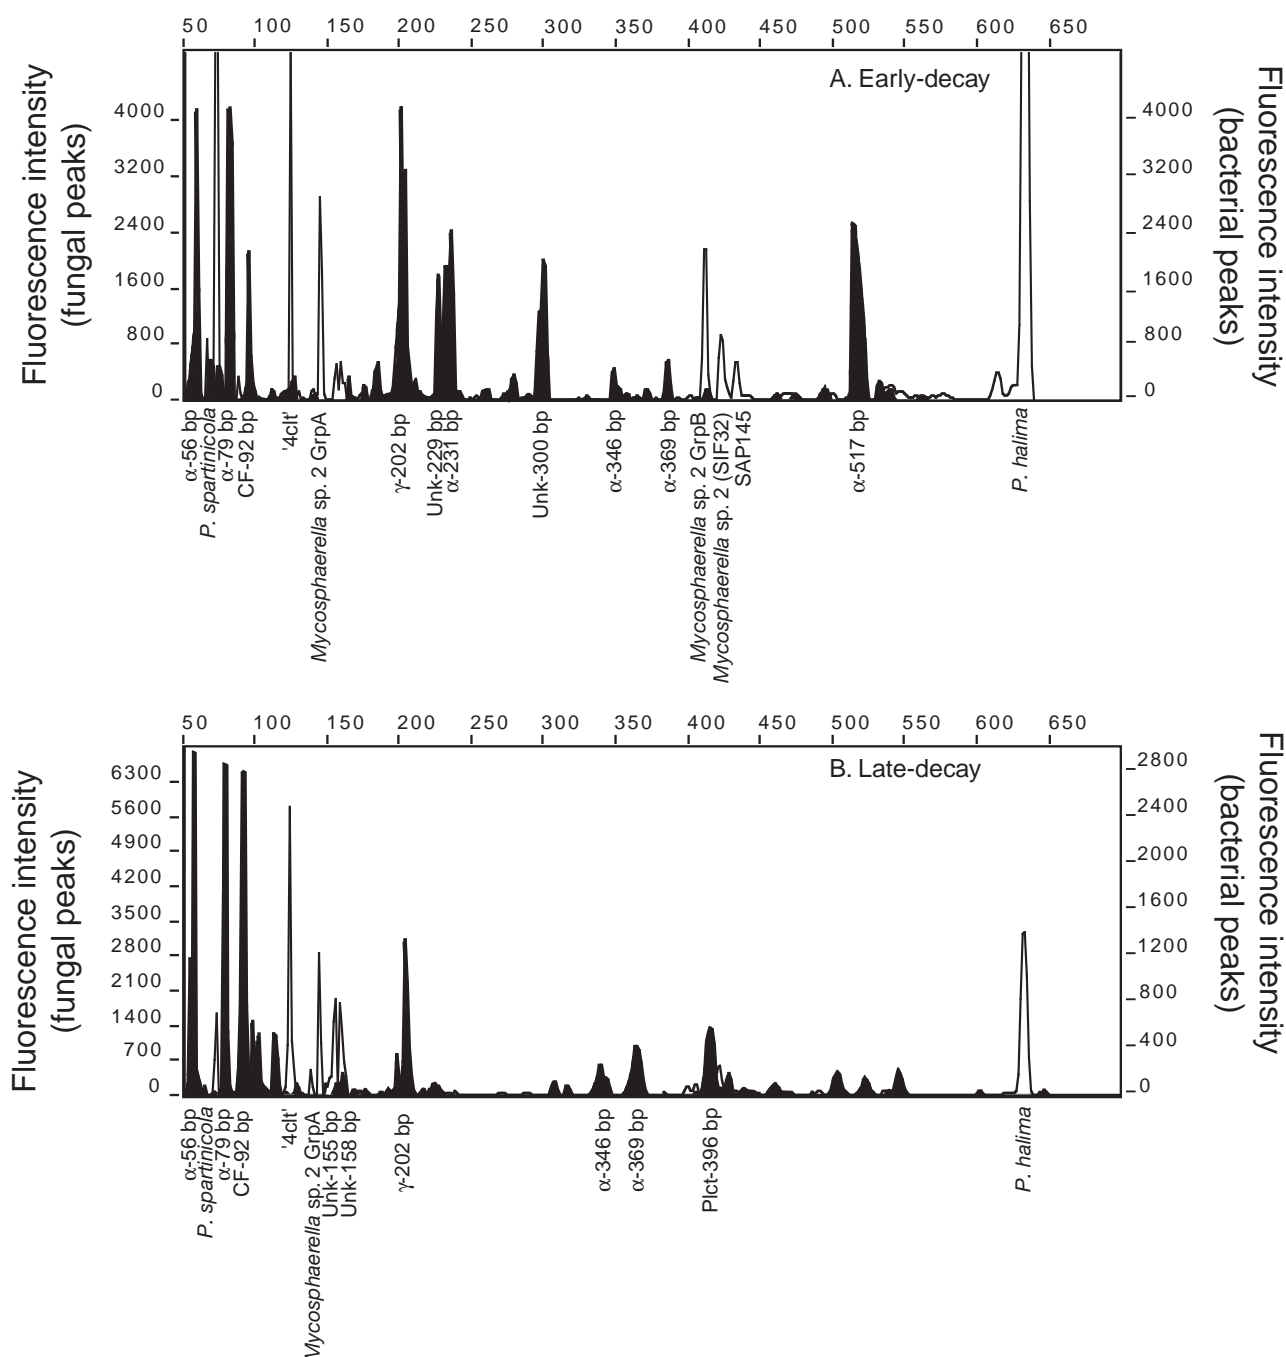 50 100 150 200 250 300 350 400 450 500 550 600 650
A. Early-decay
Fluorescence intensity
(fungal peaks)
4000
3200
2400
1600
800
0
4000
3200
2400
1600
800
0
Fluorescence intensity
(bacterial peaks)
α-56 bp
P. spartinicola
α-79 bp
CF-92 bp
'4clt'
Mycosphaerella sp. 2 GrpA
γ-202 bp
Unk-229 bp
α-231 bp
Unk-300 bp
α-346 bp
α-369 bp
Mycosphaerella sp. 2 GrpB
Mycosphaerella sp. 2 (SIF32)
SAP145
α-517 bp
P. halima
50 100 150 200 250 300 350 400 450 500 550 600 650
B. Late-decay
Fluorescence intensity
(fungal peaks)
6300
5600
4900
4200
3500
2800
2100
1400
700
0
2800
2400
2000
1600
1200
800
400
0
Fluorescence intensity
(bacterial peaks)
α-56 bp
P. spartinicola
α-79 bp
CF-92 bp
'4clt'
Mycosphaerella sp. 2 GrpA
Unk-155 bp
Unk-158 bp
γ-202 bp
α-346 bp
α-369 bp
Plct-396 bp
P. halima